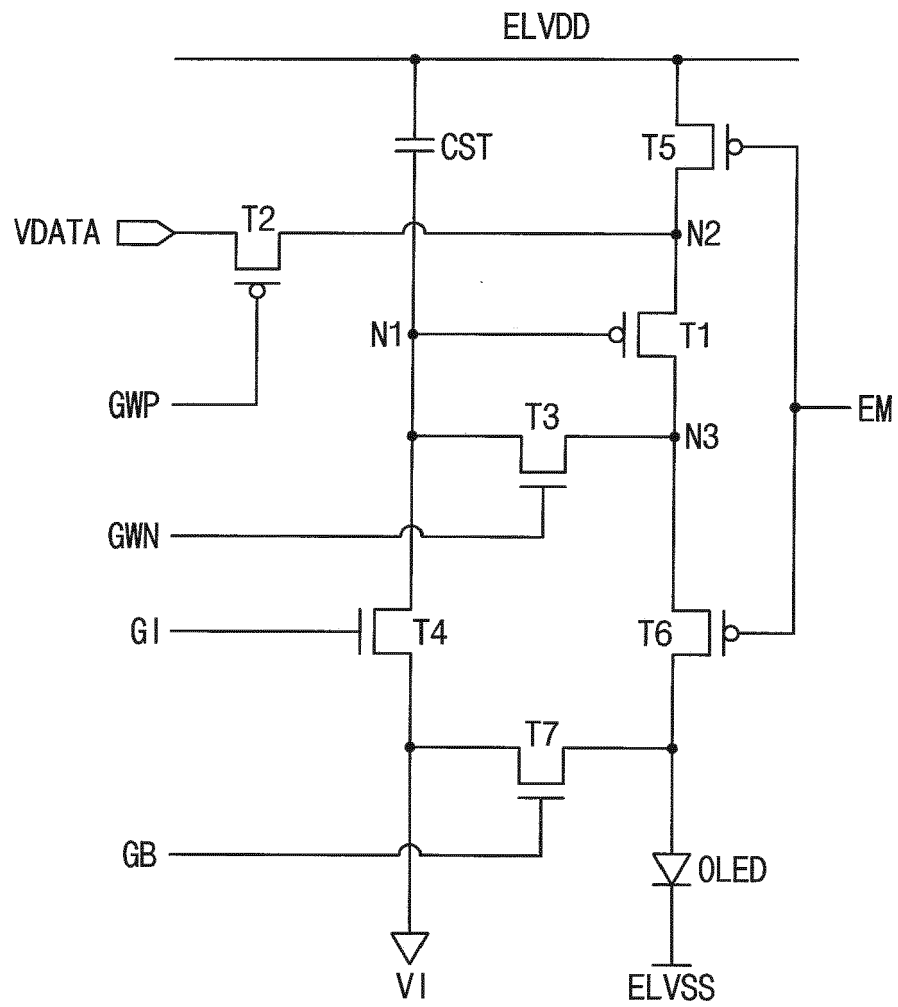 ELVDD
CST
T5
VDATA
T2
N2
N1
T1
GWP
T3
EM
N3
GWN
GI
T4
T6
T7
GB
OLED
VI
ELVSS